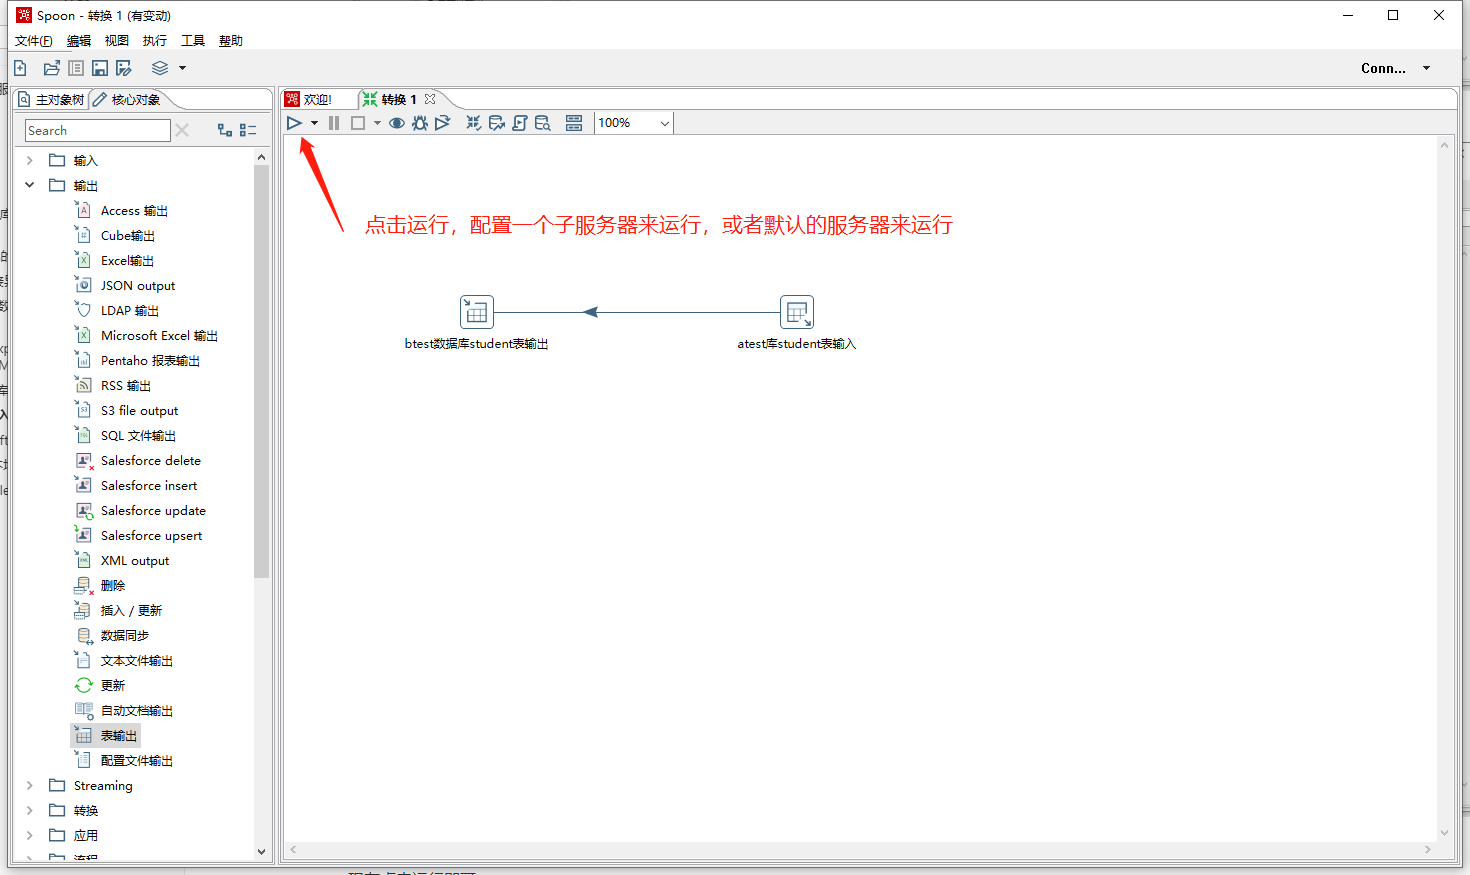 Spoon - 转换 1 (有变动)
文件(F) 编辑 视图 执行 工具 帮助
Conn...
主对象树 核心对象
欢迎! 转换 1
Search
100%
输入
输出
Access 输出
Cube输出
Excel输出
JSON output
LDAP 输出
Microsoft Excel 输出
Pentaho 报表输出
RSS 输出
S3 file output
SQL 文件输出
Salesforce delete
Salesforce insert
Salesforce update
Salesforce upsert
XML output
删除
插入 / 更新
数据同步
文本文件输出
更新
自动文档输出
表输出
配置文件输出
Streaming
转换
应用
流程
点击运行，配置一个子服务器来运行，或者默认的服务器来运行
btest数据库student表输出
atest库student表输入